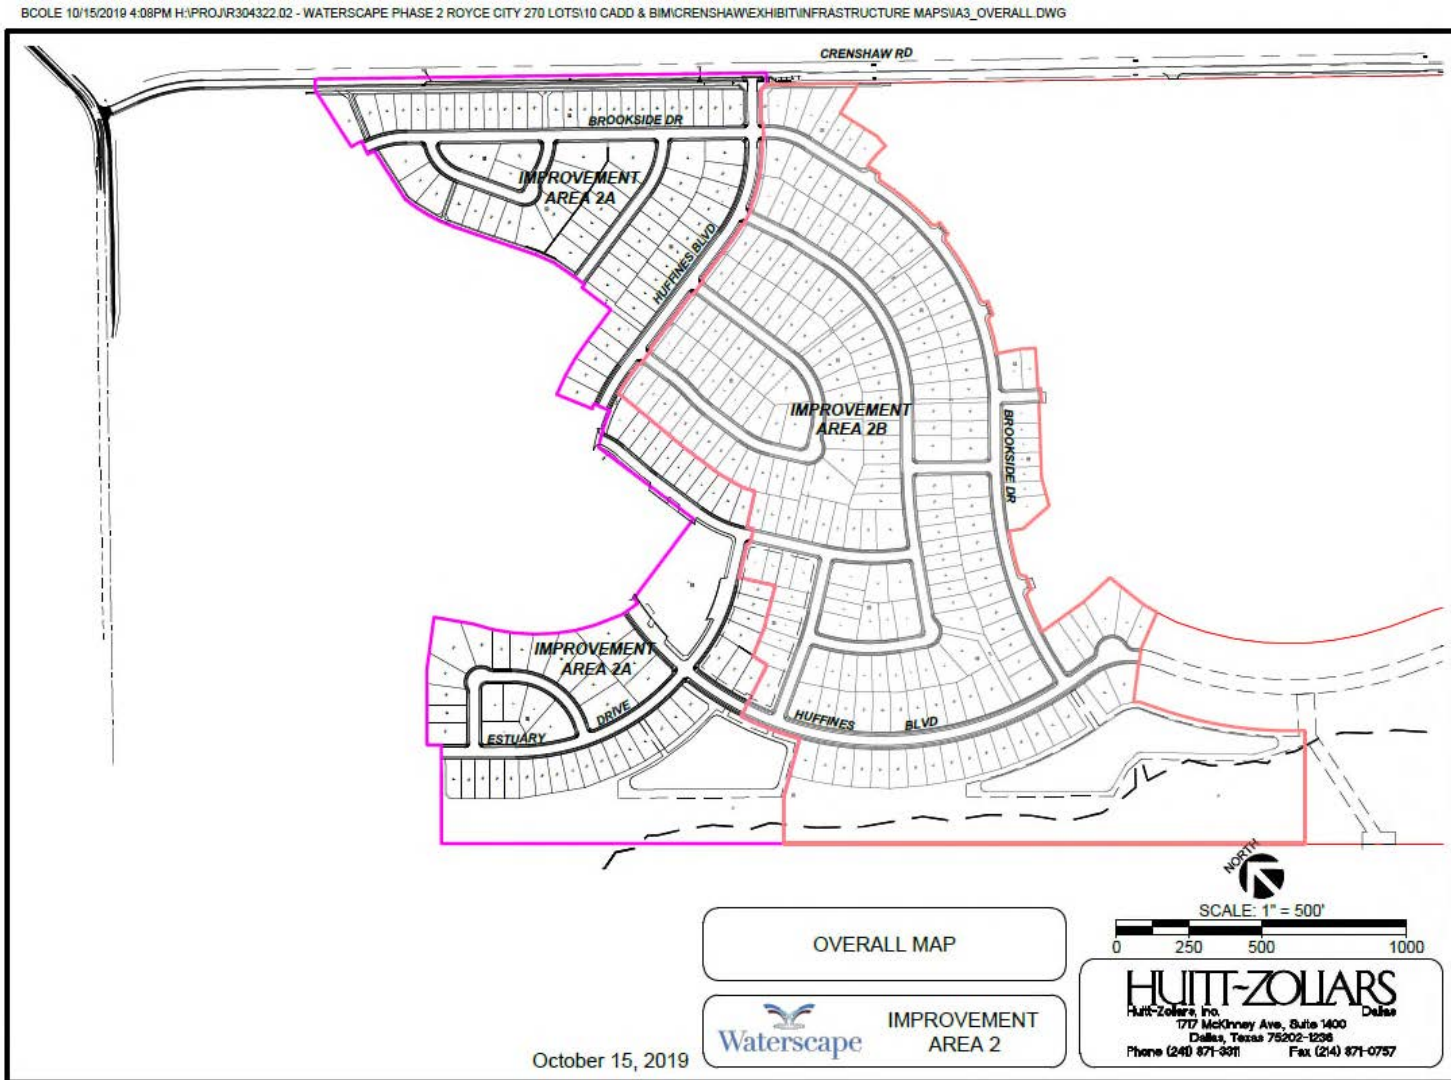 BCOLE 10/15/2019 4:08PM H:\PROJ\R304322.02 - WATERSCAPE PHASE 2 ROYCE CITY 270 LOTS\10 CADD & BIM\CRENSHAW\EXHIBIT\INFRASTRUCTURE MAPS\IA3_OVERALL.DWG
CRENSHAW RD
BROOKSIDE DR
IMPROVEMENT
AREA 2A
HUFFINES BLVD
IMPROVEMENT
AREA 2B
BROOKSIDE DR
IMPROVEMENT
AREA 2A
ESTUARY DRIVE
HUFFINES BLVD
NORTH
SCALE: 1" = 500'
0 250 500 1000
OVERALL MAP
HUITT-ZOLLARS
Huitt-Zollars, Inc. Dallas
1717 McKinney Ave, Suite 1400
Dallas, Texas 75202-1236
Phone (214) 871-3311 Fax (214) 871-0757
Waterscape
IMPROVEMENT
AREA 2
October 15, 2019